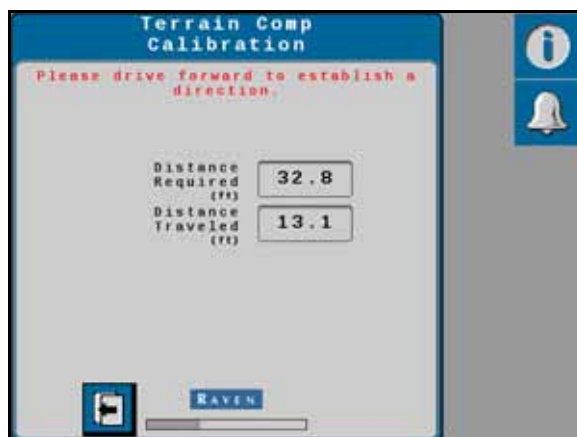 Terrain Comp
Calibration
Please drive forward to establish a
direction.
Distance
Required
(ft)
32.8
Distance
Traveled
(ft)
13.1
RAVEN